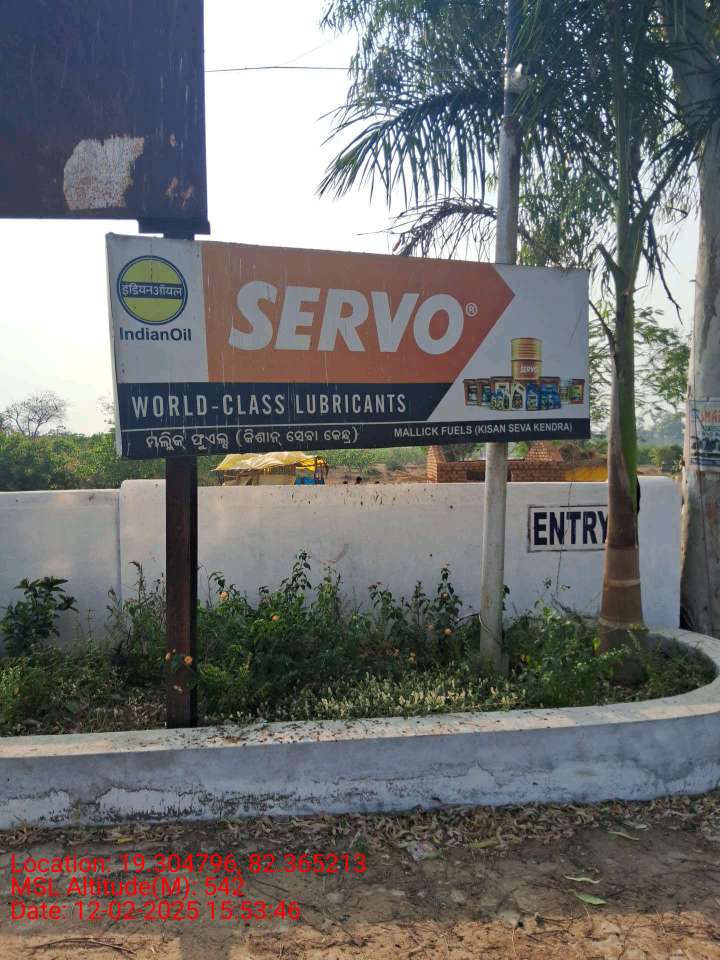 इंडियनऑयल
IndianOil
SERVO®
SERVO
WORLD-CLASS LUBRICANTS
ମଲ୍ଲିକ୍ ଫୁଏଲ୍ସ (କିଶାନ୍ ସେବା କେନ୍ଦ୍ର)
MALLICK FUELS (KISAN SEVA KENDRA)
ENTRY
Location: 19.304796, 82.365213
MSL Altitude(M): 542
Date: 12-02-2025 15:53:46